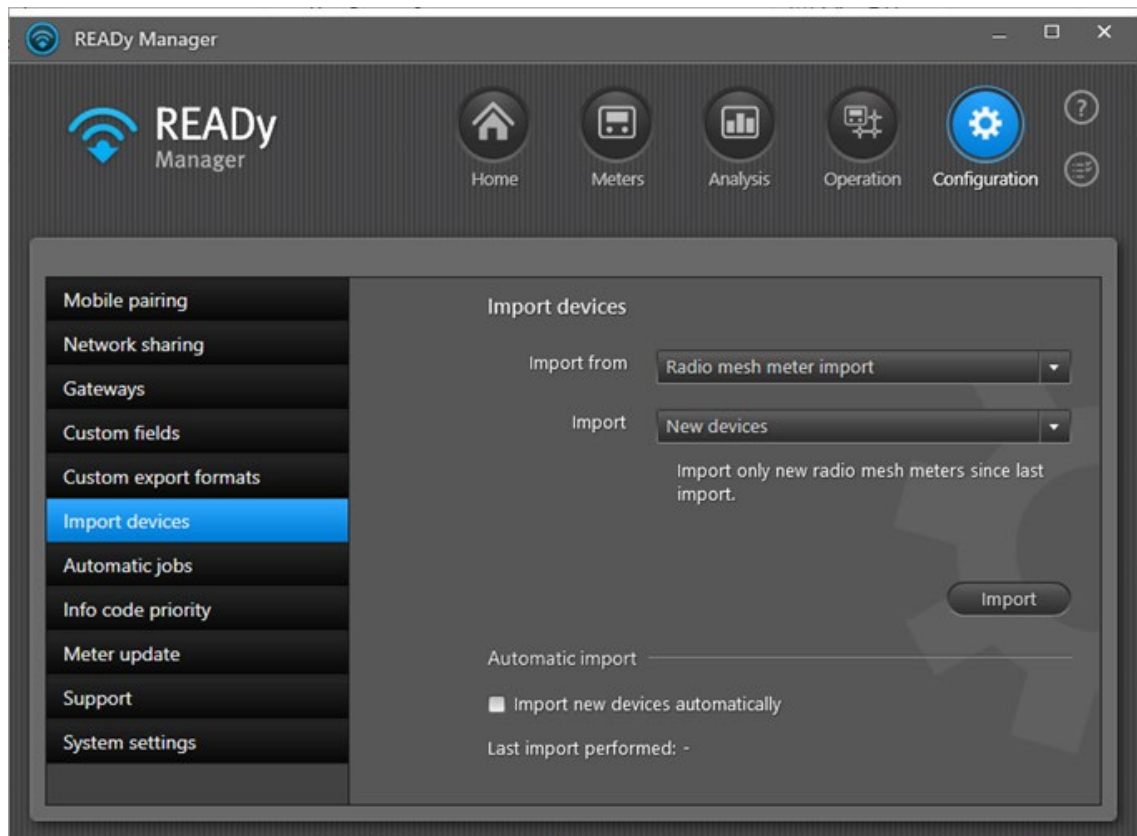 READy Manager
READy
Manager
Home
Meters
Analysis
Operation
Configuration
?
Mobile pairing
Network sharing
Gateways
Custom fields
Custom export formats
Import devices
Automatic jobs
Info code priority
Meter update
Support
System settings
Import devices
Import from
Radio mesh meter import
Import
New devices
Import only new radio mesh meters since last
import.
Import
Automatic import
Import new devices automatically
Last import performed: -